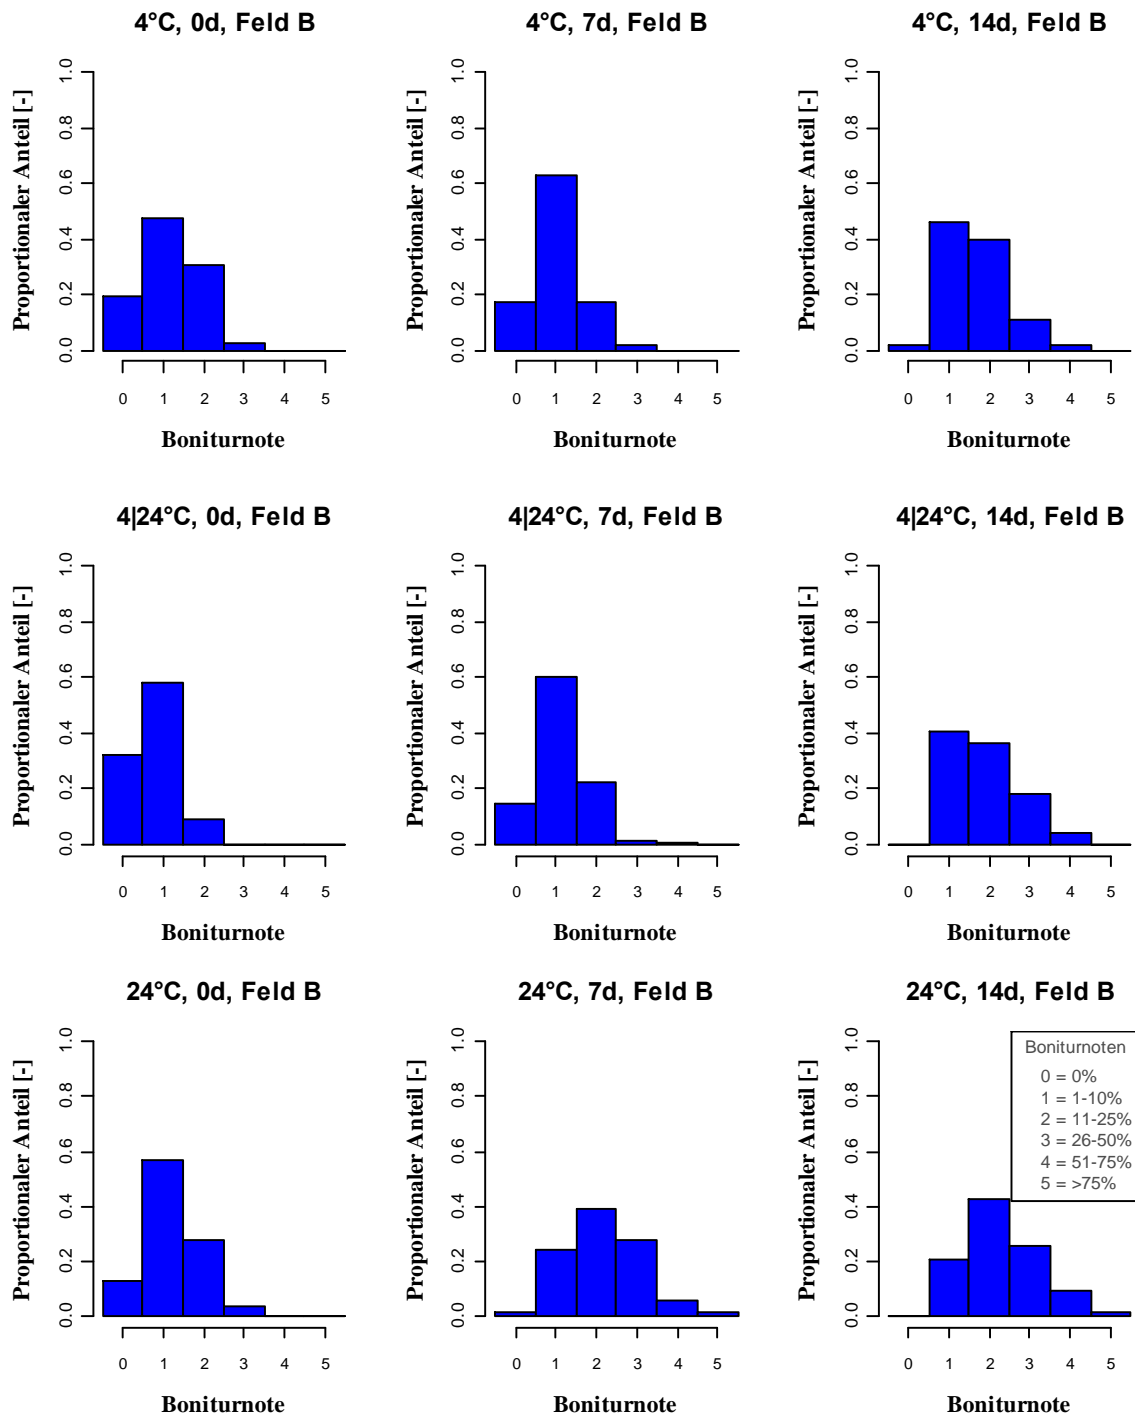 4°C, 0d, Feld B
Proportionaler Anteil [-]
0.0 0.2 0.4 0.6 0.8 1.0
0 1 2 3 4 5
Boniturnote
4°C, 7d, Feld B
Proportionaler Anteil [-]
0.0 0.2 0.4 0.6 0.8 1.0
0 1 2 3 4 5
Boniturnote
4°C, 14d, Feld B
Proportionaler Anteil [-]
0.0 0.2 0.4 0.6 0.8 1.0
0 1 2 3 4 5
Boniturnote
4|24°C, 0d, Feld B
Proportionaler Anteil [-]
0.0 0.2 0.4 0.6 0.8 1.0
0 1 2 3 4 5
Boniturnote
4|24°C, 7d, Feld B
Proportionaler Anteil [-]
0.0 0.2 0.4 0.6 0.8 1.0
0 1 2 3 4 5
Boniturnote
4|24°C, 14d, Feld B
Proportionaler Anteil [-]
0.0 0.2 0.4 0.6 0.8 1.0
0 1 2 3 4 5
Boniturnote
24°C, 0d, Feld B
Proportionaler Anteil [-]
0.0 0.2 0.4 0.6 0.8 1.0
0 1 2 3 4 5
Boniturnote
24°C, 7d, Feld B
Proportionaler Anteil [-]
0.0 0.2 0.4 0.6 0.8 1.0
0 1 2 3 4 5
Boniturnote
24°C, 14d, Feld B
Proportionaler Anteil [-]
0.0 0.2 0.4 0.6 0.8 1.0
Boniturnoten
0 = 0%
1 = 1-10%
2 = 11-25%
3 = 26-50%
4 = 51-75%
5 = >75%
0 1 2 3 4 5
Boniturnote